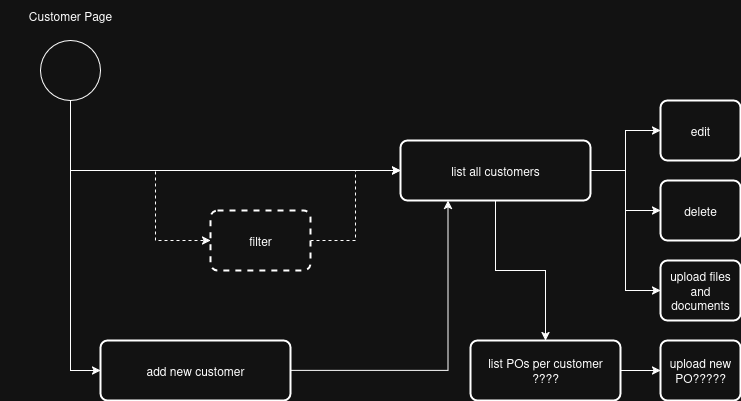 Customer Page
edit
list all customers
delete
filter
upload files
and
documents
add new customer
list POs per customer
????
upload new
PO?????